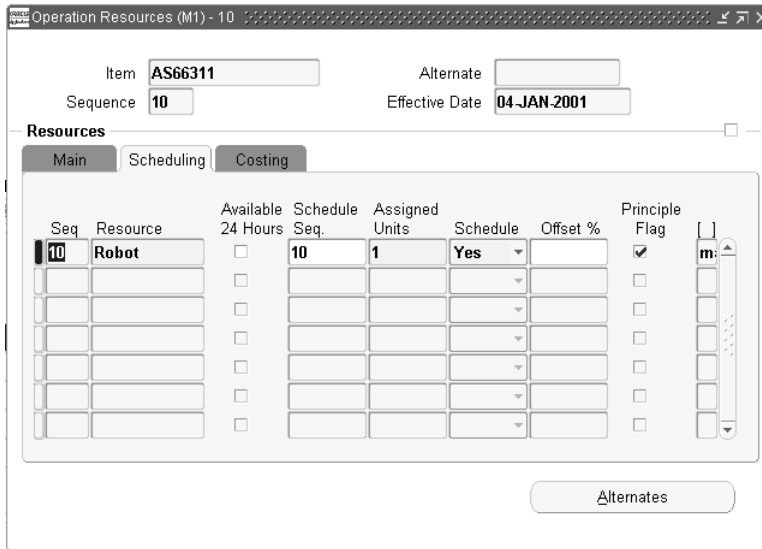 Operation Resources (M1) - 10
Item AS66311 Alternate
Sequence 10 Effective Date 04-JAN-2001
Resources
Main Scheduling Costing
Available Schedule Assigned Principle
Seq Resource 24 Hours Seq. Units Schedule Offset % Flag [ ]
10 Robot 10 1 Yes
Alternates